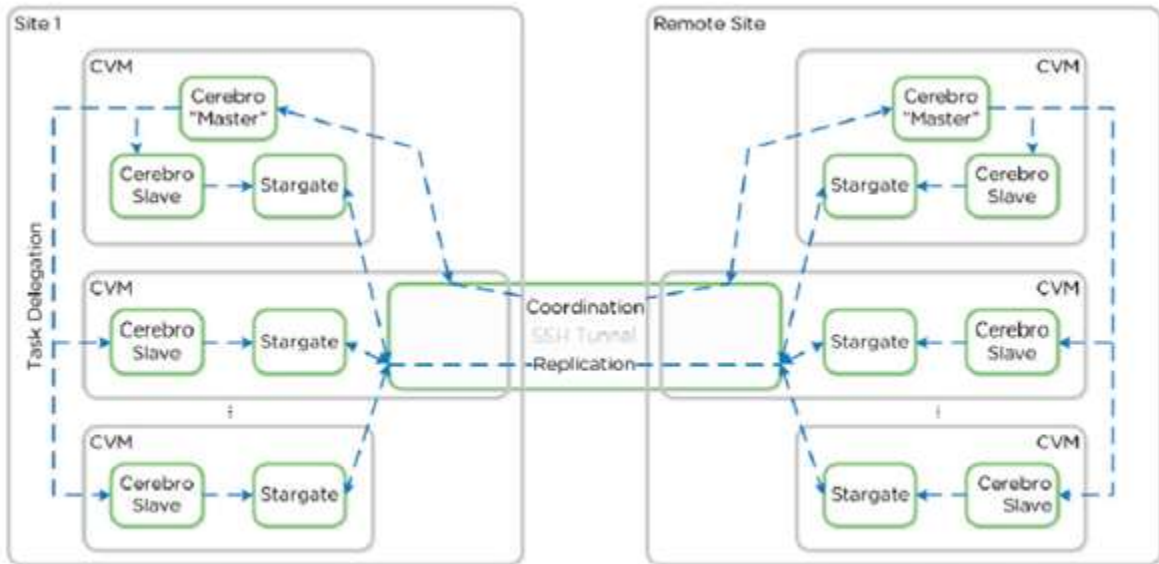 Site 1
Remote Site
CVM
Cerebro
"Master"
Cerebro
Slave
Stargate
CVM
Cerebro
"Master"
Stargate
Cerebro
Slave
Task Delegation
CVM
Cerebro
Slave
Stargate
Coordination
SSH Tunnal
Replication
CVM
Stargate
Cerebro
Slave
CVM
Cerebro
Slave
Stargate
CVM
Stargate
Cerebro
Slave